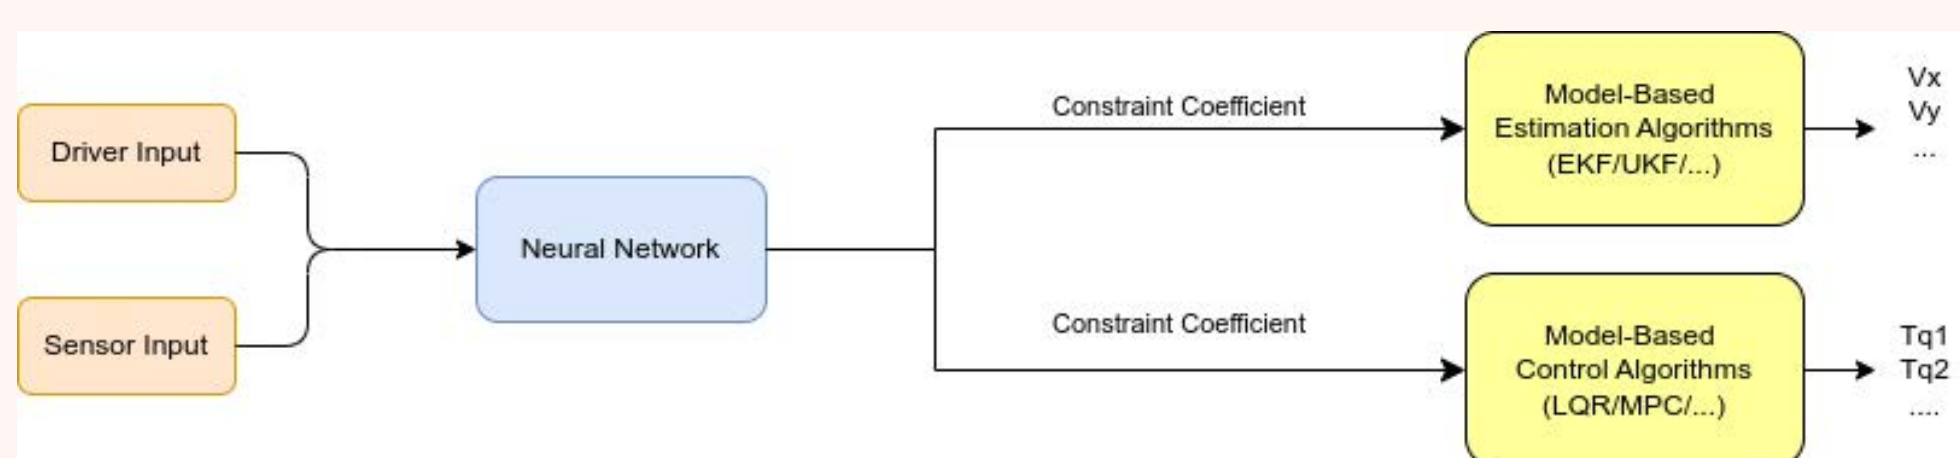 Driver Input
Sensor Input
Neural Network
Constraint Coefficient
Constraint Coefficient
Model-Based
Estimation Algorithms
(EKF/UKF/...)
Vx
Vy
...
Model-Based
Control Algorithms
(LQR/MPC/...)
Tq1
Tq2
....